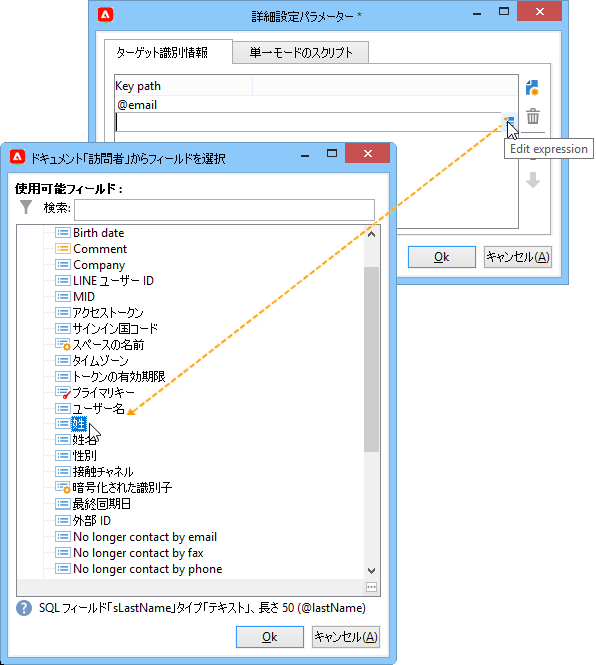 詳細設定パラメーター *
ターゲット識別情報
単一モードのスクリプト
Key path
@email
Edit expression
Ok
キャンセル(A)
ドキュメント「訪問者」からフィールドを選択
使用可能フィールド :
検索:
Birth date
Comment
Company
LINE ユーザー ID
MID
アクセストークン
サインイン国コード
スペースの名前
タイムゾーン
トークンの有効期限
プライマリキー
ユーザー名
姓
姓名
性別
接触チャネル
暗号化された識別子
最終同期日
外部 ID
No longer contact by email
No longer contact by fax
No longer contact by phone
SQL フィールド「sLastName」タイプ「テキスト」、長さ 50 (@lastName)
Ok
キャンセル(A)